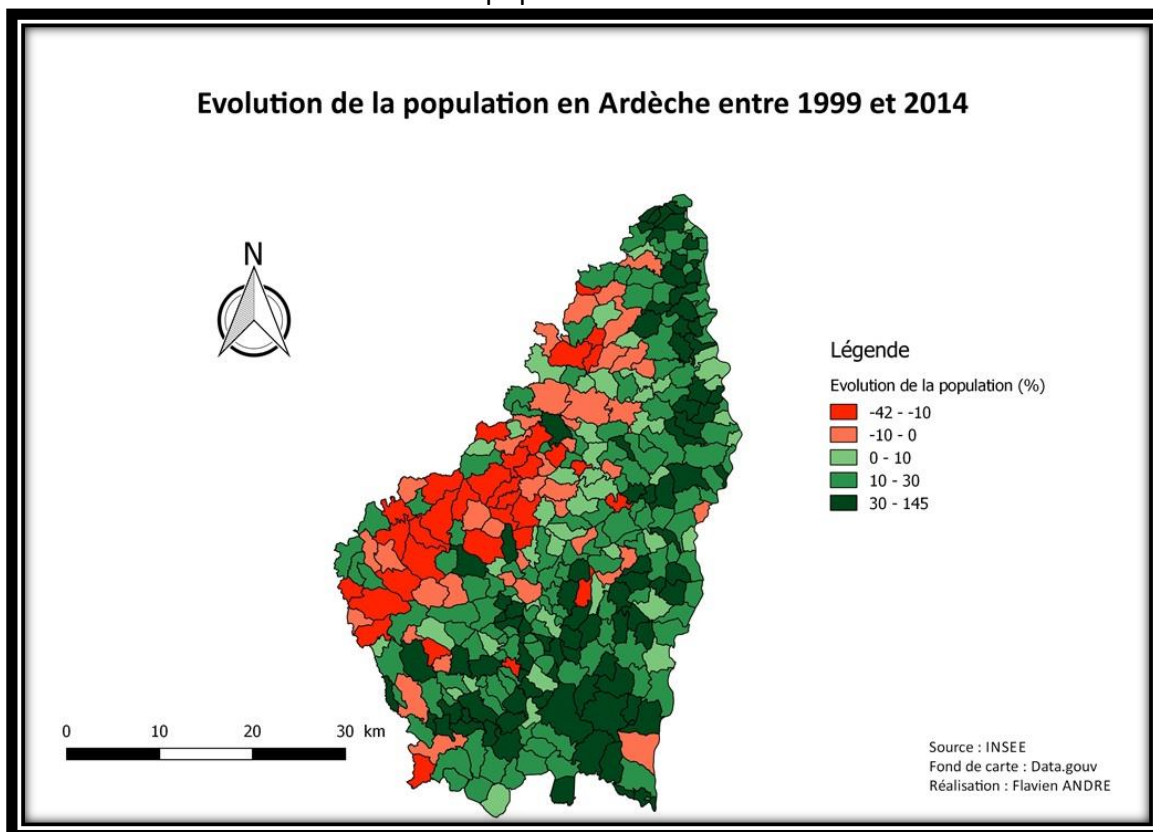 Evolution de la population en Ardèche entre 1999 et 2014
N
Légende
Evolution de la population (%)
-42 - -10
-10 - 0
0 - 10
10 - 30
30 - 145
0 10 20 30 km
Source : INSEE
Fond de carte : Data.gouv
Réalisation : Flavien ANDRE